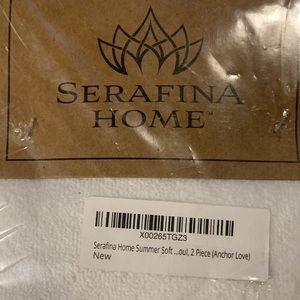 SERAFINA
HOME™
X00265TGZ3
Serafina Home Summer Soft ...oul, 2 Piece (Anchor Love)
New